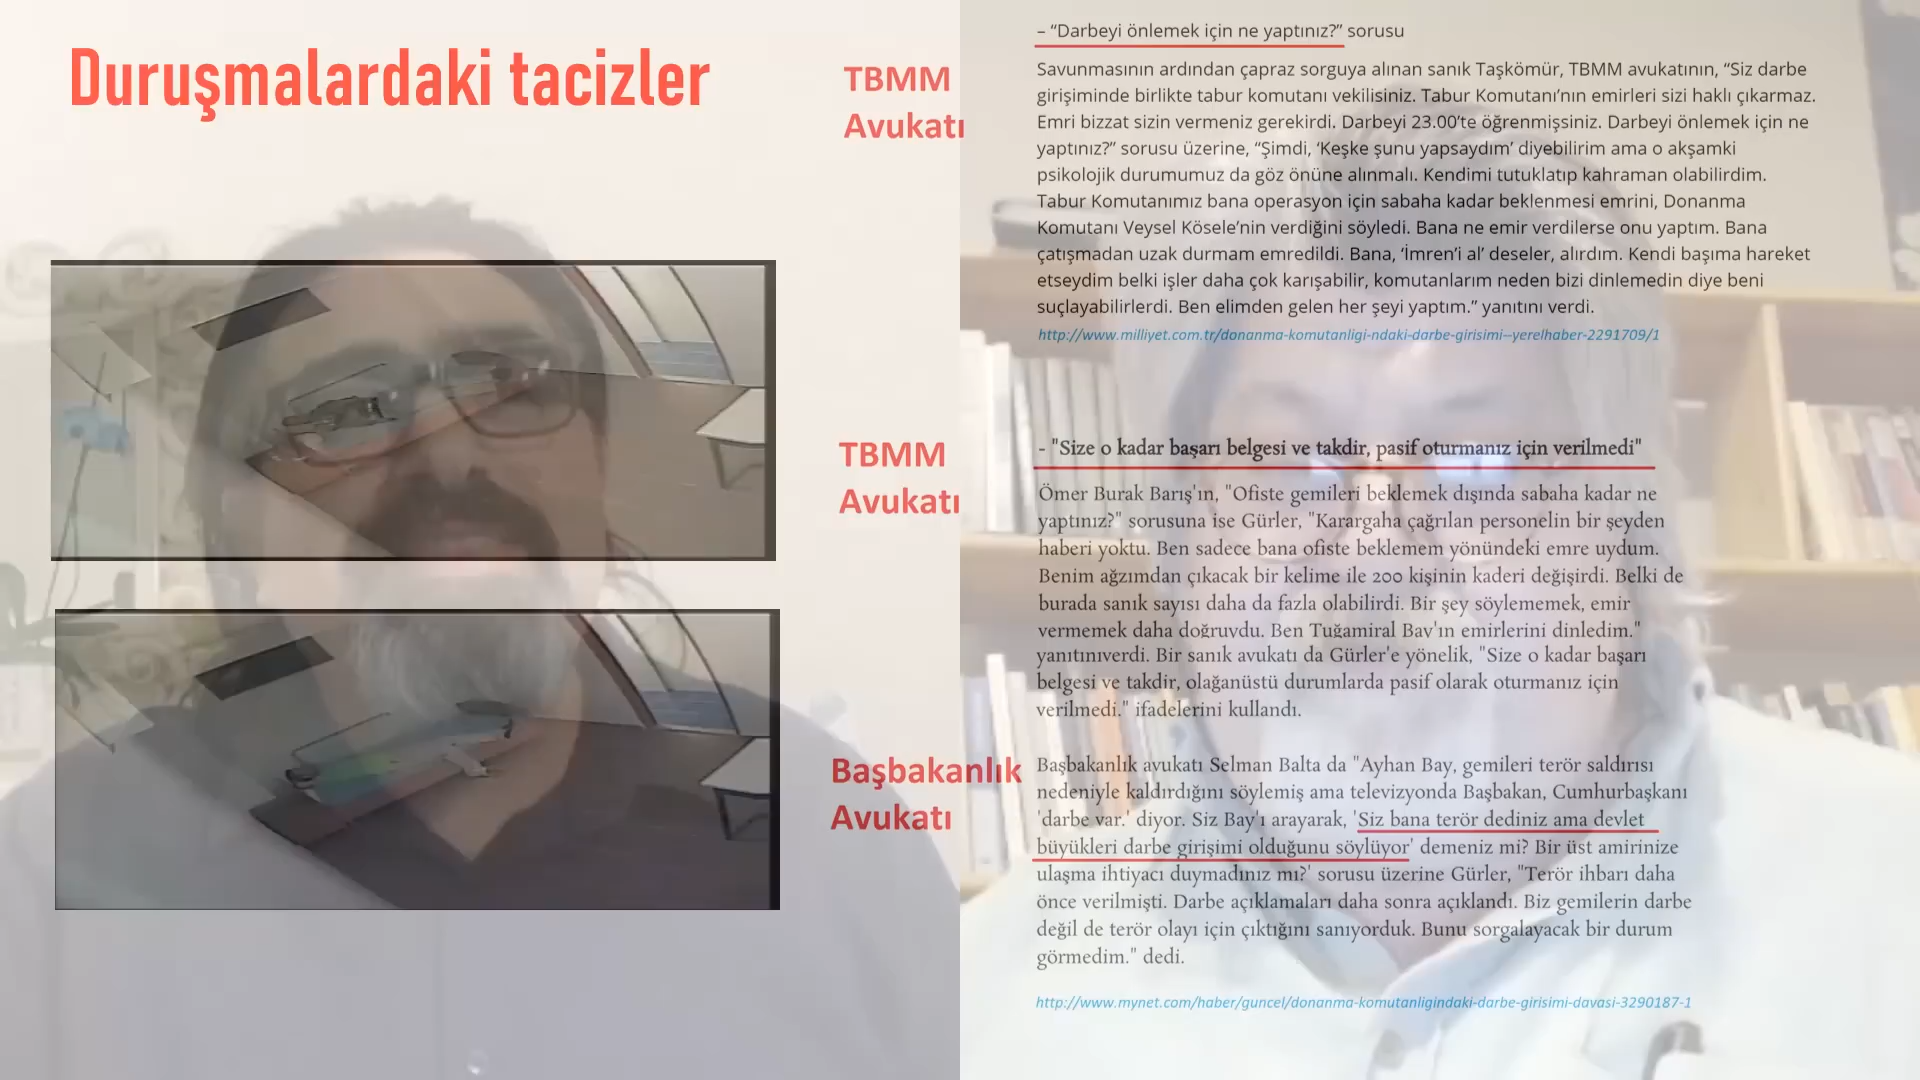 Duruşmalardaki tacizler
TBMM
Avukatı
– “Darbeyi önlemek için ne yaptınız?” sorusu
Savunmasının ardından çapraz sorguya alınan sanık Taşkömür, TBMM avukatının, “Siz darbe
girişiminde birlikte tabur komutanı vekilisiniz. Tabur Komutanı’nın emirleri sizi haklı çıkarmaz.
Emri bizzat sizin vermeniz gerekirdi. Darbeyi 23.00’te öğrenmişsiniz. Darbeyi önlemek için ne
yaptınız?” sorusu üzerine, “Şimdi, ‘Keşke şunu yapsaydım’ diyebilirim ama o akşamki
psikolojik durumumuz da göz önüne alınmalı. Kendimi tutuklatıp kahraman olabilirdim.
Tabur Komutanımız bana operasyon için sabaha kadar beklenmesi emrini, Donanma
Komutanı Veysel Kösele’nin verdiğini söyledi. Bana ne emir verdilerse onu yaptım. Bana
çatışmadan uzak durmam emredildi. Bana, ‘İmren’i al’ deseler, alırdım. Kendi başıma hareket
etseydim belki işler daha çok karışabilir, komutanlarım neden bizi dinlemedin diye beni
suçlayabilirlerdi. Ben elimden gelen her şeyi yaptım.” yanıtını verdi.
http://www.milliyet.com.tr/donanma-komutanligi-ndaki-darbe-girisimi--yerelhaber-2291709/1
TBMM
Avukatı
- "Size o kadar başarı belgesi ve takdir, pasif oturmanız için verilmedi"
Ömer Burak Barış'ın, "Ofiste gemileri beklemek dışında sabaha kadar ne
yaptınız?" sorusuna ise Gürler, "Karargaha çağrılan personelin bir şeyden
haberi yoktu. Ben sadece bana ofiste beklemem yönündeki emre uydum.
Benim ağzımdan çıkacak bir kelime ile 200 kişinin kaderi değişirdi. Belki de
burada sanık sayısı daha da fazla olabilirdi. Bir şey söylememek, emir
vermemek daha doğruydu. Ben Tuğamiral Bay'ın emirlerini dinledim."
yanıtınıverdi. Bir sanık avukatı da Gürler'e yönelik, "Size o kadar başarı
belgesi ve takdir, olağanüstü durumlarda pasif olarak oturmanız için
verilmedi." ifadelerini kullandı.
Başbakanlık
Avukatı
Başbakanlık avukatı Selman Balta da "Ayhan Bay, gemileri terör saldırısı
nedeniyle kaldırdığını söylemiş ama televizyonda Başbakan, Cumhurbaşkanı
'darbe var.' diyor. Siz Bay'ı arayarak, 'Siz bana terör dediniz ama devlet
büyükleri darbe girişimi olduğunu söylüyor' demeniz mi? Bir üst amirinize
ulaşma ihtiyacı duymadınız mı?' sorusu üzerine Gürler, "Terör ihbarı daha
önce verilmişti. Darbe açıklamaları daha sonra açıklandı. Biz gemilerin darbe
değil de terör olayı için çıktığını sanıyorduk. Bunu sorgalayacak bir durum
görmedim." dedi.
http://www.mynet.com/haber/guncel/donanma-komutanligindaki-darbe-girisimi-davasi-3290187-1